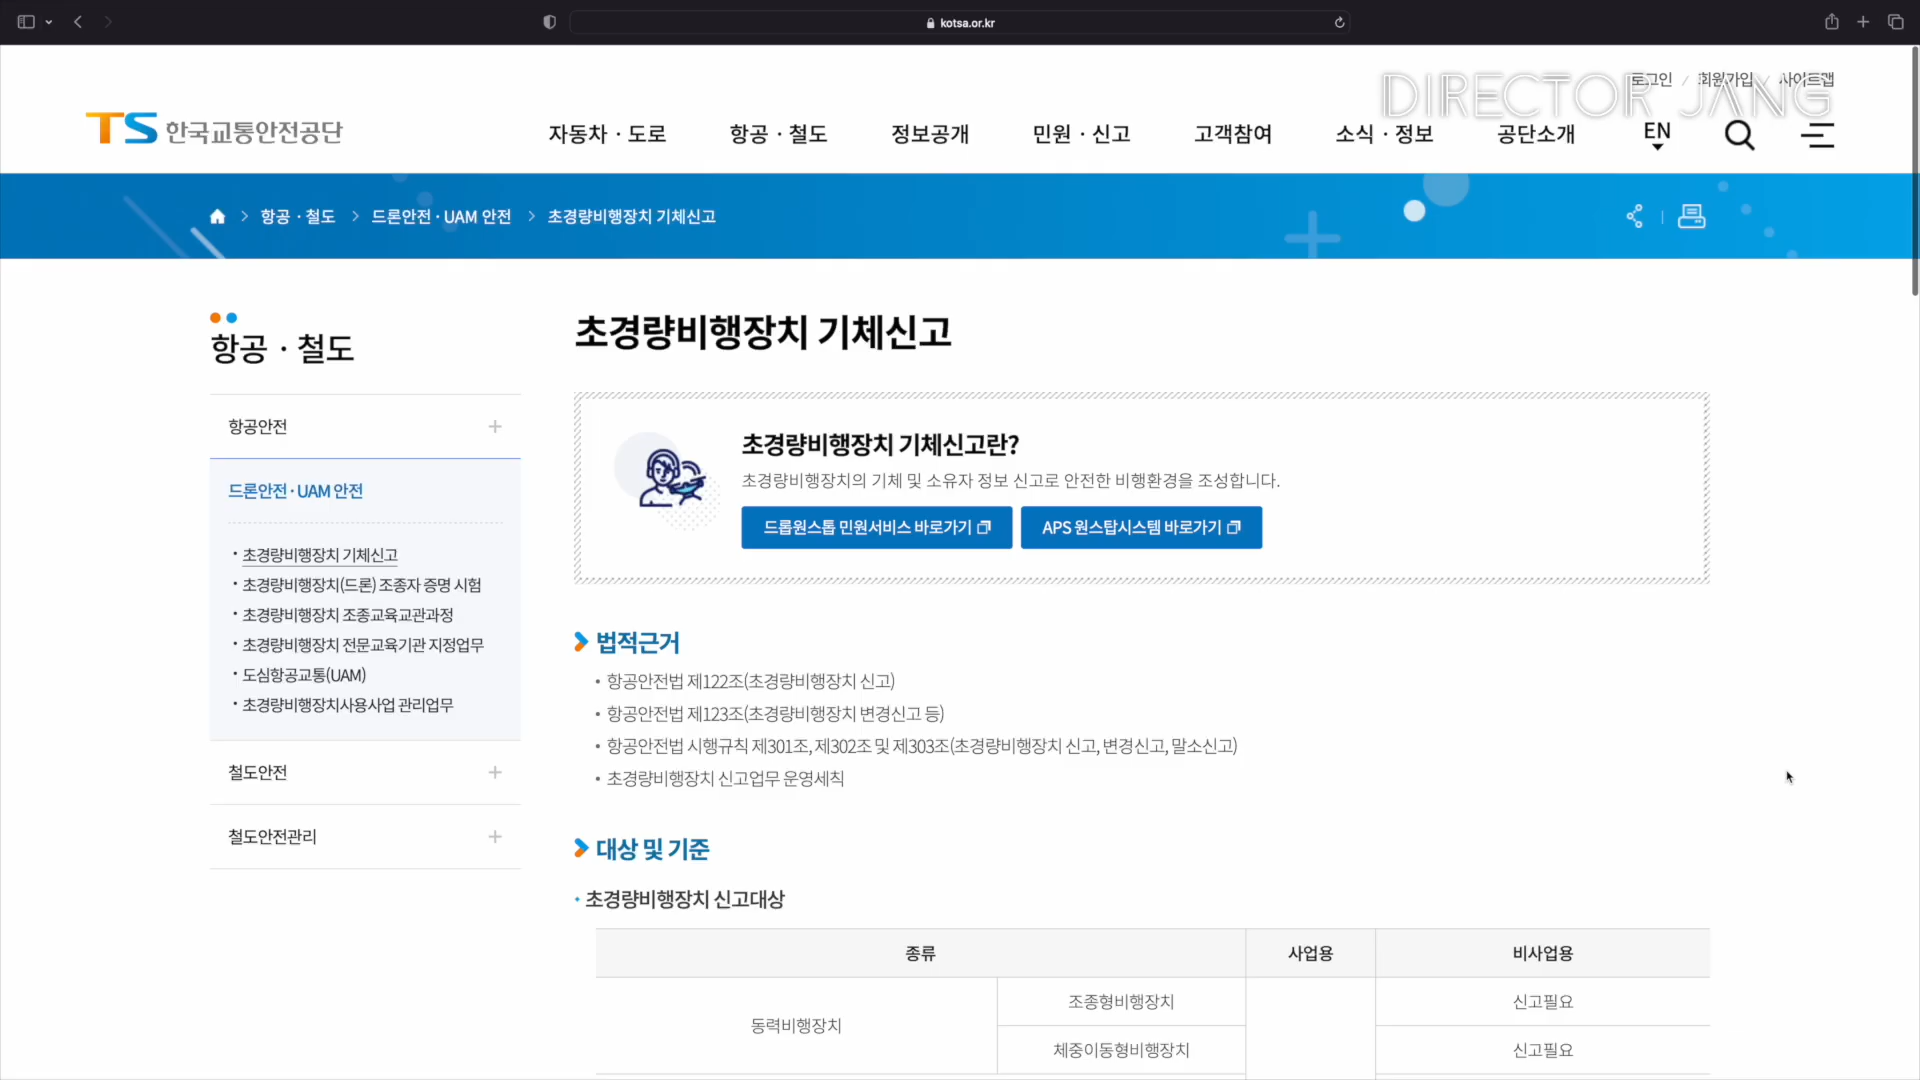 kotsa.or.kr
로그인 / 회원가입 / 사이트맵
DIRECTOR JANG
TS 한국교통안전공단
자동차 · 도로
항공 · 철도
정보공개
민원 · 신고
고객참여
소식 · 정보
공단소개
EN
항공 · 철도 > 드론안전 · UAM 안전 > 초경량비행장치 기체신고
항공 · 철도
항공안전
드론안전 · UAM 안전
초경량비행장치 기체신고
초경량비행장치(드론) 조종자 증명 시험
초경량비행장치 조종교육교관과정
초경량비행장치 전문교육기관 지정업무
도심항공교통(UAM)
초경량비행장치사용사업 관리업무
철도안전
철도안전관리
초경량비행장치 기체신고
초경량비행장치 기체신고란?
초경량비행장치의 기체 및 소유자 정보 신고로 안전한 비행환경을 조성합니다.
드롭원스톱 민원서비스 바로가기
APS 원스탑시스템 바로가기
법적근거
항공안전법 제122조(초경량비행장치 신고)
항공안전법 제123조(초경량비행장치 변경신고 등)
항공안전법 시행규칙 제301조, 제302조 및 제303조(초경량비행장치 신고, 변경신고, 말소신고)
초경량비행장치 신고업무 운영세칙
대상 및 기준
초경량비행장치 신고대상
종류 사업용 비사업용
동력비행장치
조종형비행장치 신고필요
체중이동형비행장치 신고필요